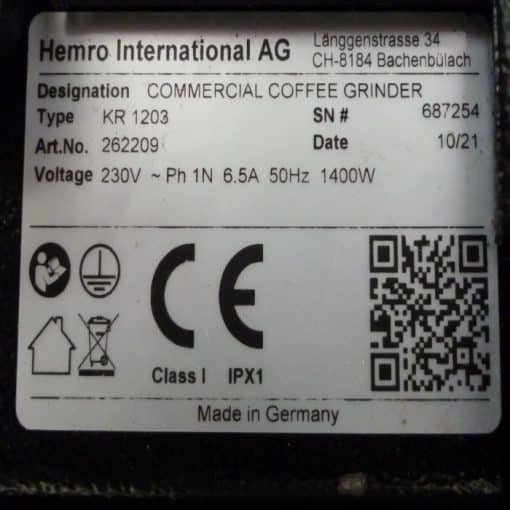 Hemro International AG
Länggenstrasse 34
CH-8184 Bachenbülach
Designation COMMERCIAL COFFEE GRINDER
Type KR 1203 SN # 687254
Art.No. 262209 Date 10/21
Voltage 230V ~ Ph 1N 6.5A 50Hz 1400W
CE
Class I IPX1
Made in Germany